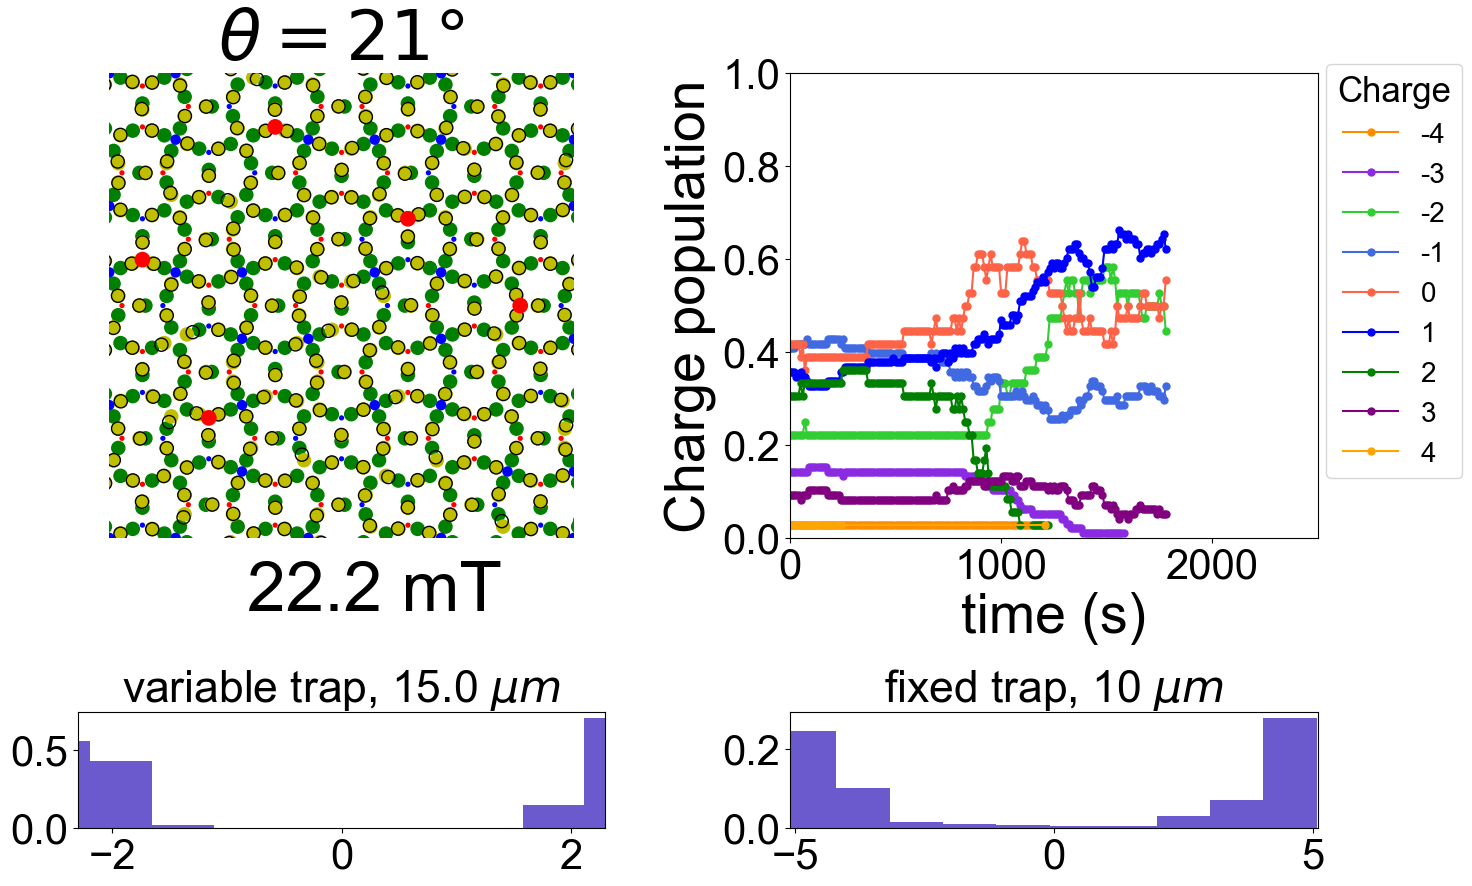 θ = 21°
22.2 mT
Charge population
1.0
0.8
0.6
0.4
0.2
0.0
0 1000 2000
time (s)
Charge
-4
-3
-2
-1
0
1
2
3
4
variable trap, 15.0 μm
0.5
0.0
−2 0 2
fixed trap, 10 μm
0.2
0.0
−5 0 5